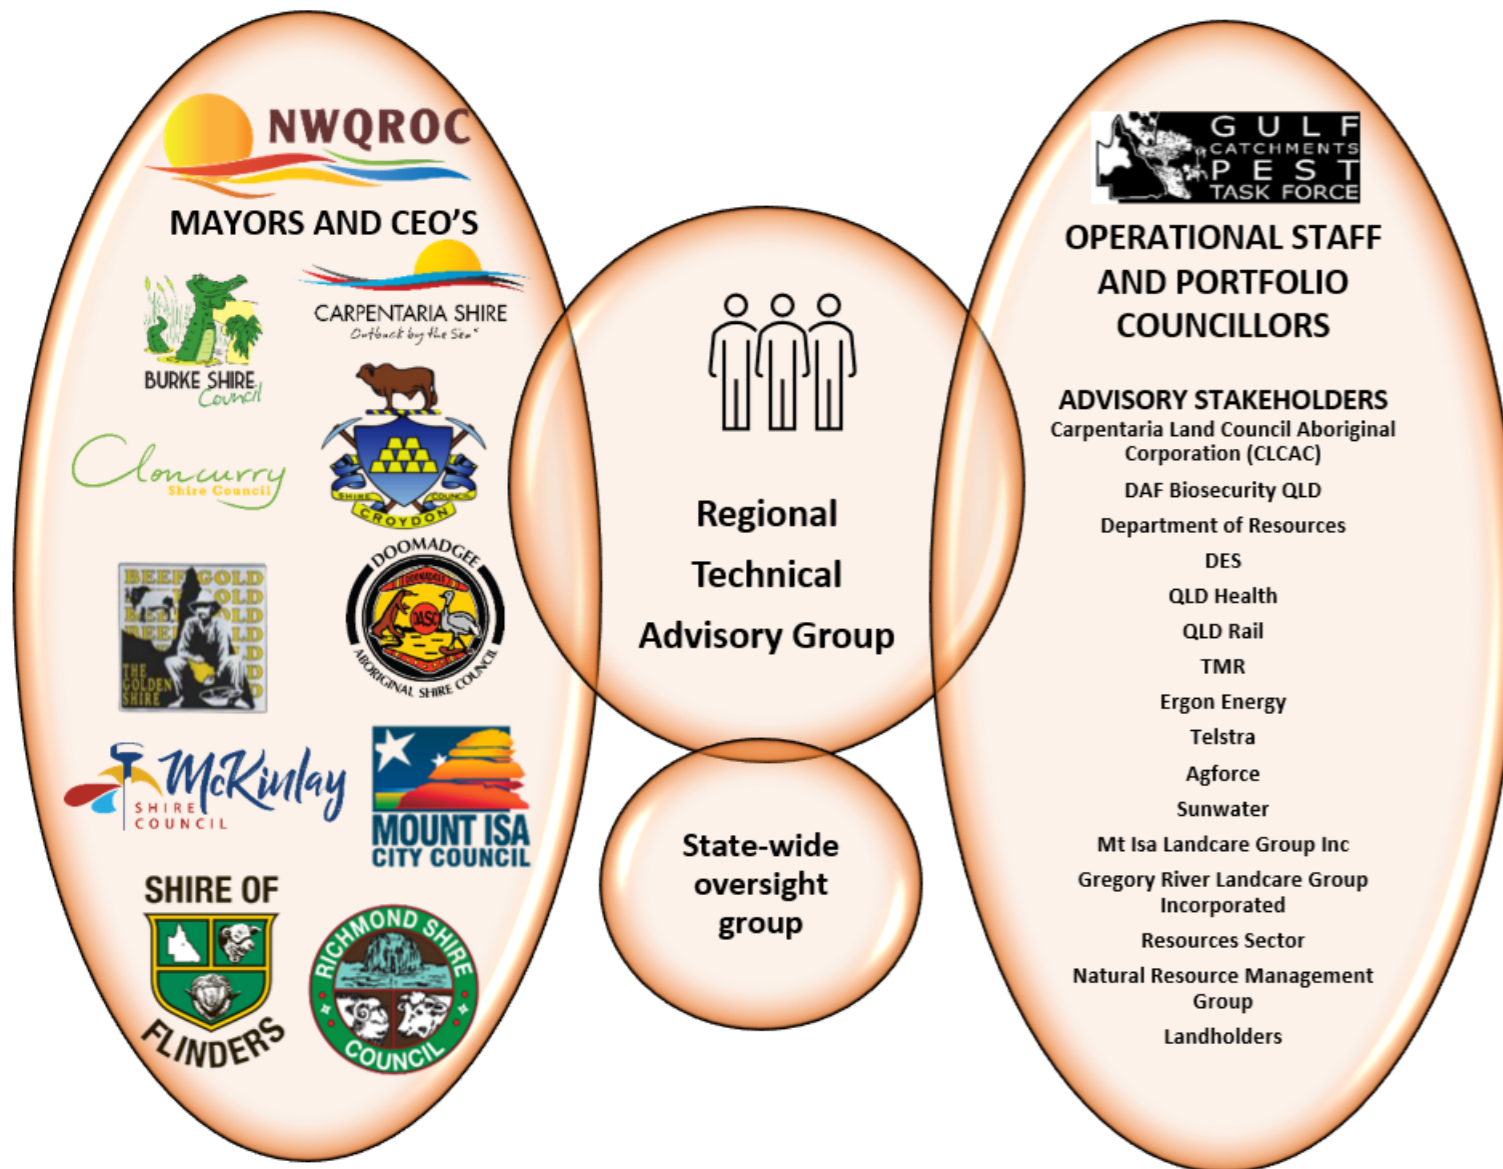 NWQROC
MAYORS AND CEO'S
BURKE SHIRE
Council
CARPENTARIA SHIRE
Outback by the Sea
Cloncurry
Shire Council
SHIRE COUNCIL
CROYDON
BEEF GOLD
THE
GOLDEN
SHIRE
DOOMADGEE
DASC
ABORIGINAL SHIRE COUNCIL
McKinlay
SHIRE
COUNCIL
MOUNT ISA
CITY COUNCIL
SHIRE OF
FLINDERS
RICHMOND SHIRE
COUNCIL
Regional
Technical
Advisory Group
State-wide
oversight
group
GULF
CATCHMENTS
PEST
TASK FORCE
OPERATIONAL STAFF
AND PORTFOLIO
COUNCILLORS
ADVISORY STAKEHOLDERS
Carpentaria Land Council Aboriginal
Corporation (CLCAC)
DAF Biosecurity QLD
Department of Resources
DES
QLD Health
QLD Rail
TMR
Ergon Energy
Telstra
Agforce
Sunwater
Mt Isa Landcare Group Inc
Gregory River Landcare Group
Incorporated
Resources Sector
Natural Resource Management
Group
Landholders